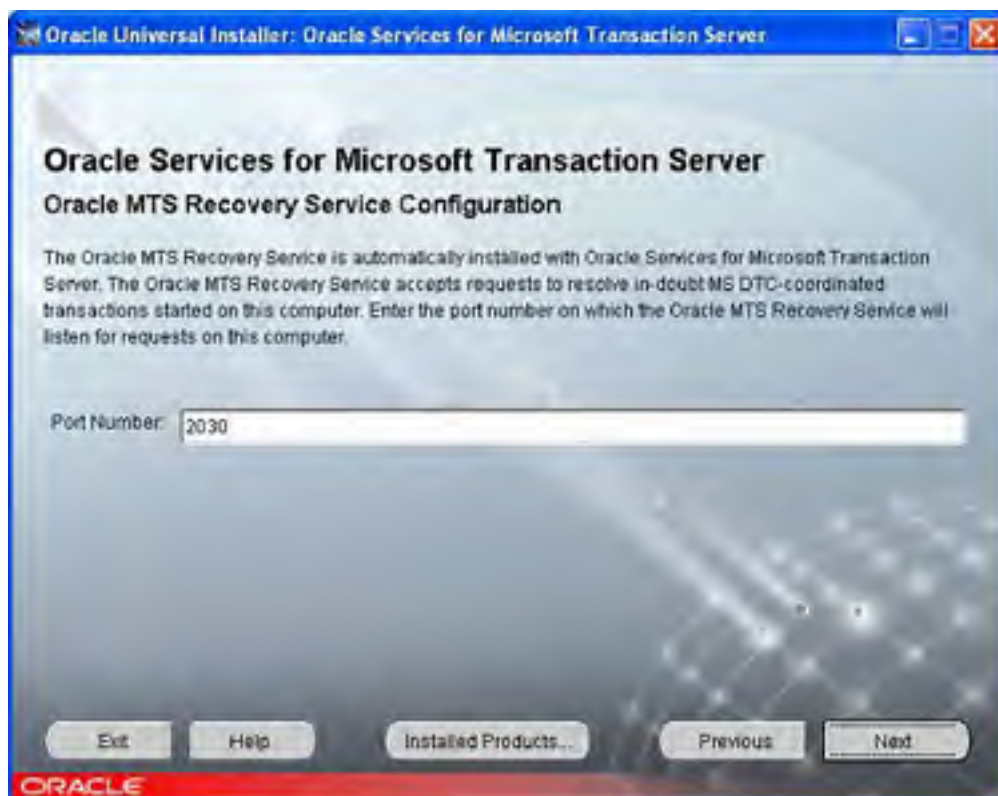 Oracle Universal Installer: Oracle Services for Microsoft Transaction Server
Oracle Services for Microsoft Transaction Server
Oracle MTS Recovery Service Configuration
The Oracle MTS Recovery Service is automatically installed with Oracle Services for Microsoft Transaction
Server. The Oracle MTS Recovery Service accepts requests to resolve in-doubt MS DTC-coordinated
transactions started on this computer. Enter the port number on which the Oracle MTS Recovery Service will
listen for requests on this computer.
Port Number: 2030
Exit Help Installed Products... Previous Next
ORACLE